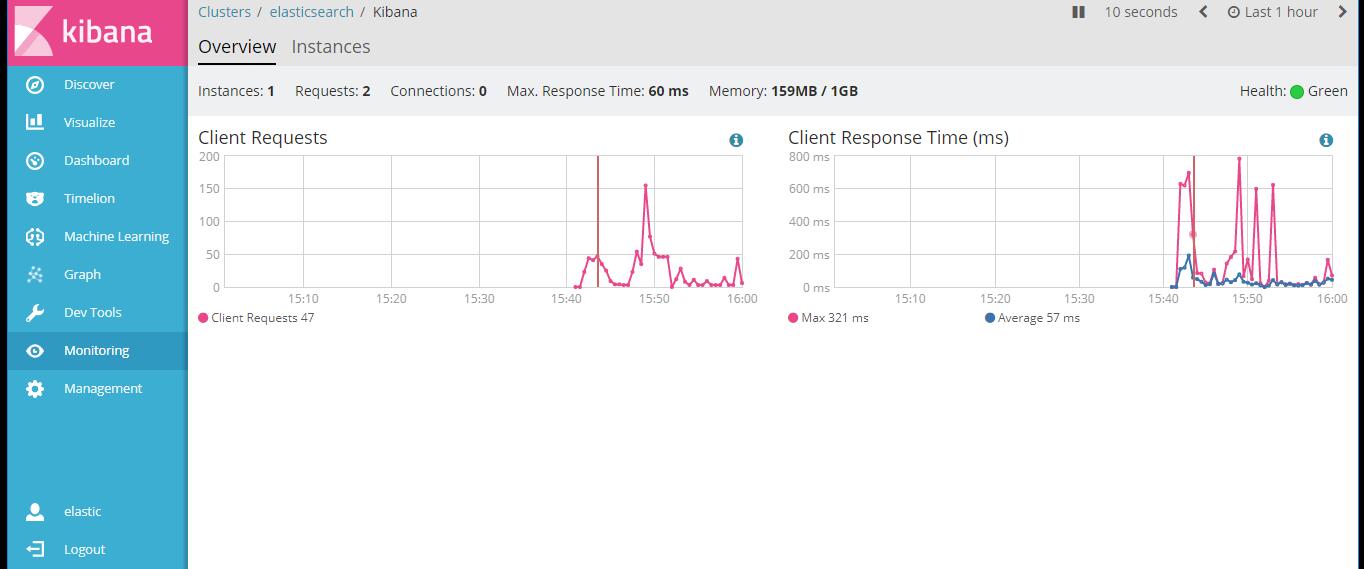 kibana
Clusters / elasticsearch / Kibana
10 seconds
Last 1 hour
Overview Instances
Instances: 1 Requests: 2 Connections: 0 Max. Response Time: 60 ms Memory: 159MB / 1GB
Health: Green
Discover
Visualize
Dashboard
Timelion
Machine Learning
Graph
Dev Tools
Monitoring
Management
elastic
Logout
Client Requests
200
150
100
50
0
15:10 15:20 15:30 15:40 15:50 16:00
Client Requests 47
Client Response Time (ms)
800 ms
600 ms
400 ms
200 ms
0 ms
15:10 15:20 15:30 15:40 15:50 16:00
Max 321 ms Average 57 ms